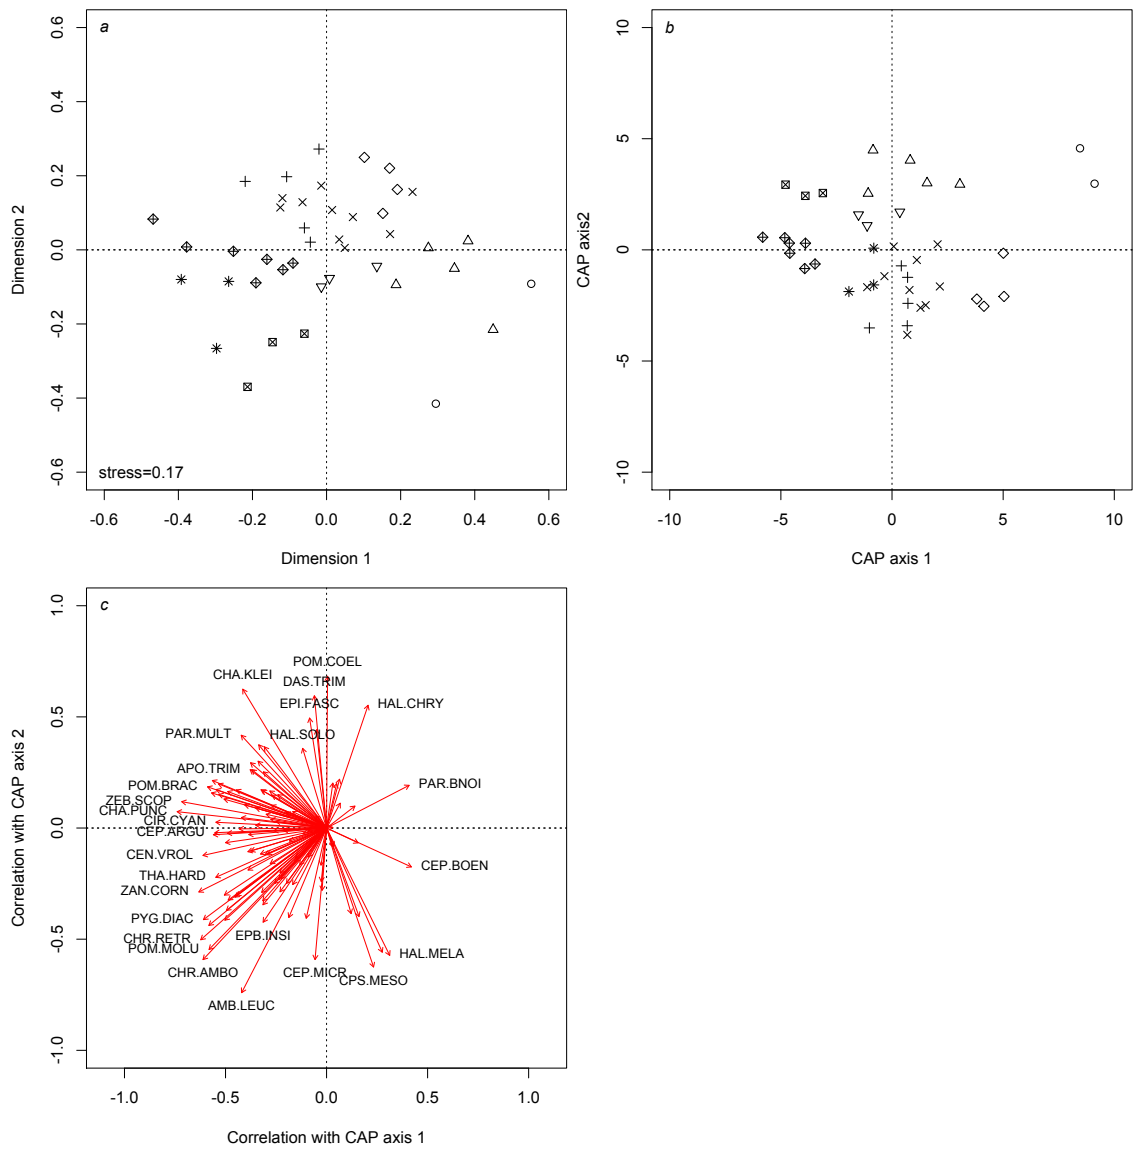 a
0.6
0.4
0.2
0.0
-0.2
-0.4
-0.6
Dimension 2
stress=0.17
-0.6 -0.4 -0.2 0.0 0.2 0.4 0.6
Dimension 1
b
10
5
0
-5
-10
CAP axis2
-10 -5 0 5 10
CAP axis 1
c
1.0
0.5
0.0
-0.5
-1.0
Correlation with CAP axis 2
POM.COEL
CHA.KLEI
DAS.TRIM
EPI.FASC
HAL.CHRY
PAR.MULT
HAL.SOLO
APO.TRIM
POM.BRAC
PAR.BNOI
ZEB.SCOP
CHA.PUNC
CIR.CYAN
CEP.ARGU
CEN.VROL
CEP.BOEN
THA.HARD
ZAN.CORN
PYG.DIAC
CHR.RETR
EPB.INSI
POM.MOLU
HAL.MELA
CHR.AMBO
CEP.MICR
CPS.MESO
AMB.LEUC
-1.0 -0.5 0.0 0.5 1.0
Correlation with CAP axis 1